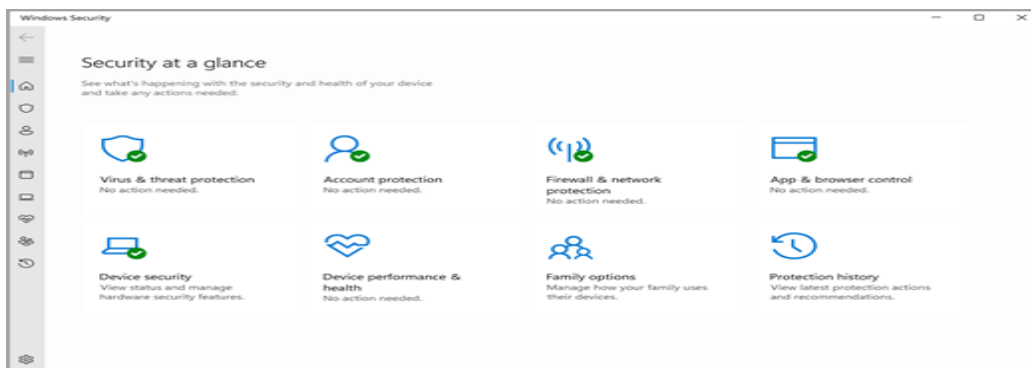 Windows Security
Security at a glance
See what's happening with the security and health of your device
and take any actions needed.
Virus & threat protection
No action needed.
Account protection
No action needed.
Firewall & network
protection
No action needed.
App & browser control
No action needed.
Device security
View status and manage
hardware security features.
Device performance &
health
No action needed.
Family options
Manage how your family uses
their devices.
Protection history
View latest protection actions
and recommendations.